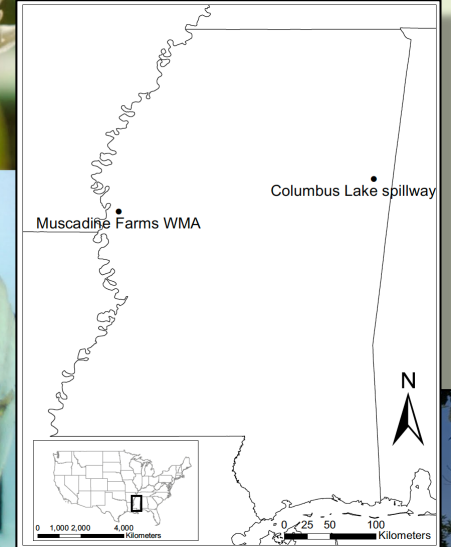 Columbus Lake spillway
Muscadine Farms WMA
N
0 1,000 2,000 4,000
Kilometers
0 25 50 100
Kilometers